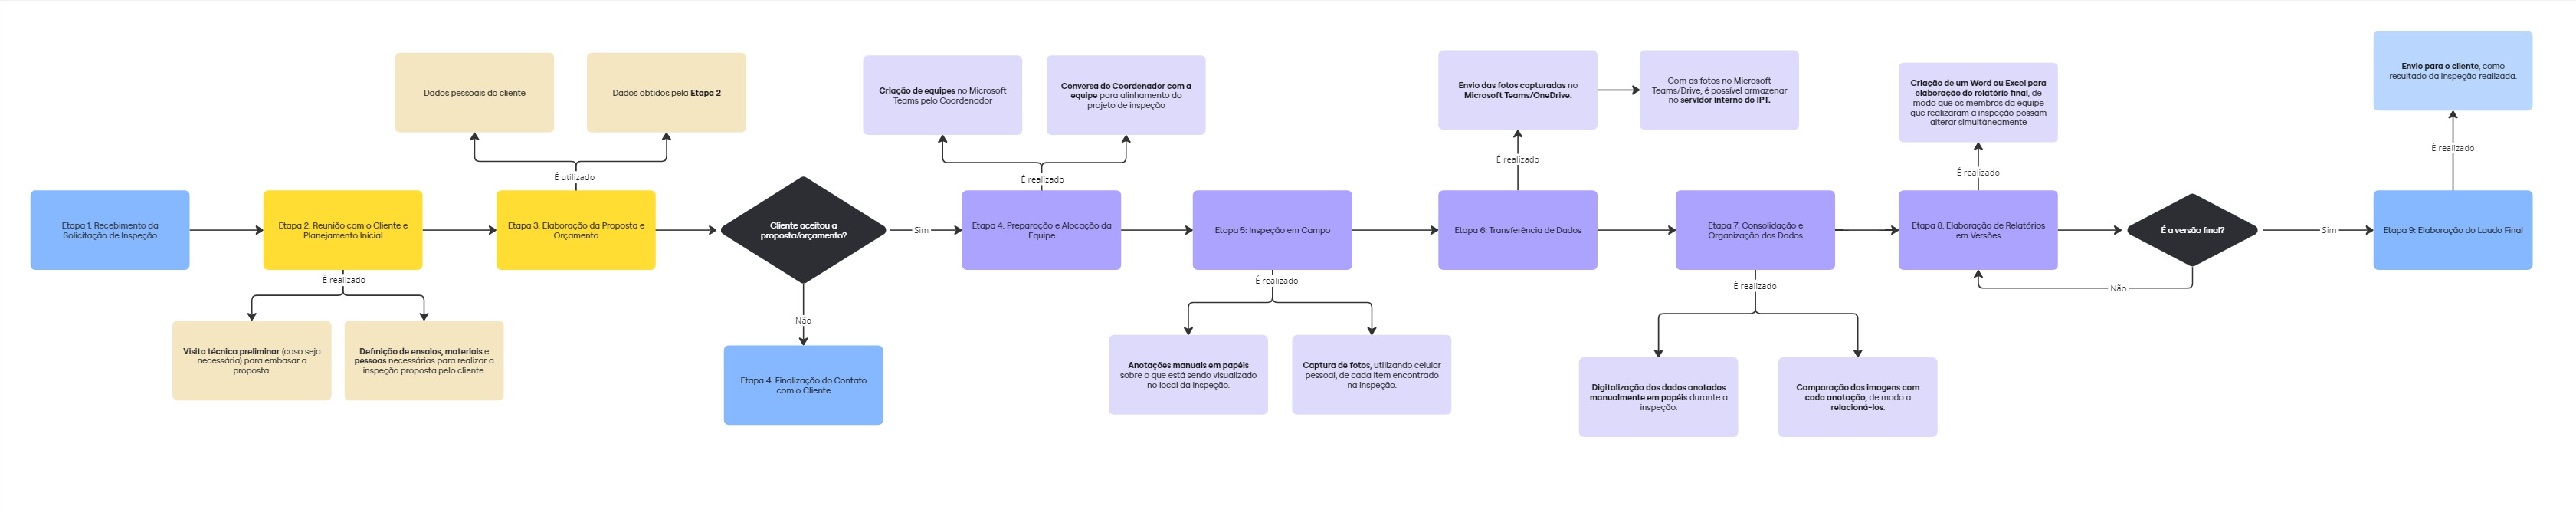 Dados pessoais do cliente
Dados obtidos pela Etapa 2
É utilizado
Etapa 1: Recebimento da
Solicitação de Inspeção
Etapa 2: Reunião com o Cliente e
Planejamento Inicial
Etapa 3: Elaboração da Proposta e
Orçamento
É realizado
Visita técnica preliminar (caso seja
necessária) para embasar a
proposta.
Definição de ensaios, materiais e
pessoas necessárias para realizar a
inspeção proposta pelo cliente.
Cliente aceitou a
proposta/orçamento?
Sim
Não
Etapa 4: Finalização do Contato
com o Cliente
Criação de equipes no Microsoft
Teams pelo Coordenador
Conversa do Coordenador com a
equipe para alinhamento do
projeto de inspeção
É realizado
Etapa 4: Preparação e Alocação da
Equipe
Etapa 5: Inspeção em Campo
É realizado
Anotações manuais em papéis
sobre o que está sendo visualizado
no local da inspeção.
Captura de fotos, utilizando celular
pessoal, de cada item encontrado
na inspeção.
Envio das fotos capturadas no
Microsoft Teams/OneDrive.
Com as fotos no Microsoft
Teams/Drive, é possível armazenar
no servidor interno do IPT.
É realizado
Etapa 6: Transferência de Dados
Etapa 7: Consolidação e
Organização dos Dados
É realizado
Digitalização dos dados anotados
manualmente em papéis durante a
inspeção.
Comparação das imagens com
cada anotação, de modo a
relacioná-los.
Criação de um Word ou Excel para
elaboração do relatório final, de
modo que os membros da equipe
que realizaram a inspeção possam
alterar simultâneamente
É realizado
Etapa 8: Elaboração de Relatórios
em Versões
É a versão final?
Não
Sim
Envio para o cliente, como
resultado da inspeção realizada.
É realizado
Etapa 9: Elaboração do Laudo Final